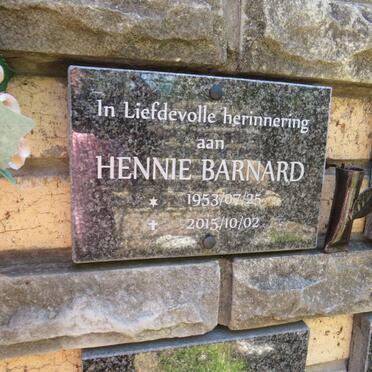 In Liefdevolle herinnering
aan
HENNIE BARNARD
* 1953/07/25
✝ 2015/10/02